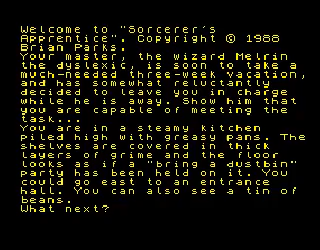 Welcome to "Sorcerer's
Apprentice". Copyright © 1988
Brian Parks.
Your master, the wizard Melrin
the dyslexic, is soon to take a
much-needed three-week vacation,
and has somewhat reluctantly
decided to leave you in charge
while he is away. Show him that
you are capable of meeting the
task....
You are in a steamy kitchen
piled high with greasy pans. The
shelves are covered in thick
layers of grime and the floor
looks as if a "bring a dustbin"
party has been held on it. You
could go east to an entrance
hall. You can also see a tin of
beans.
What next?